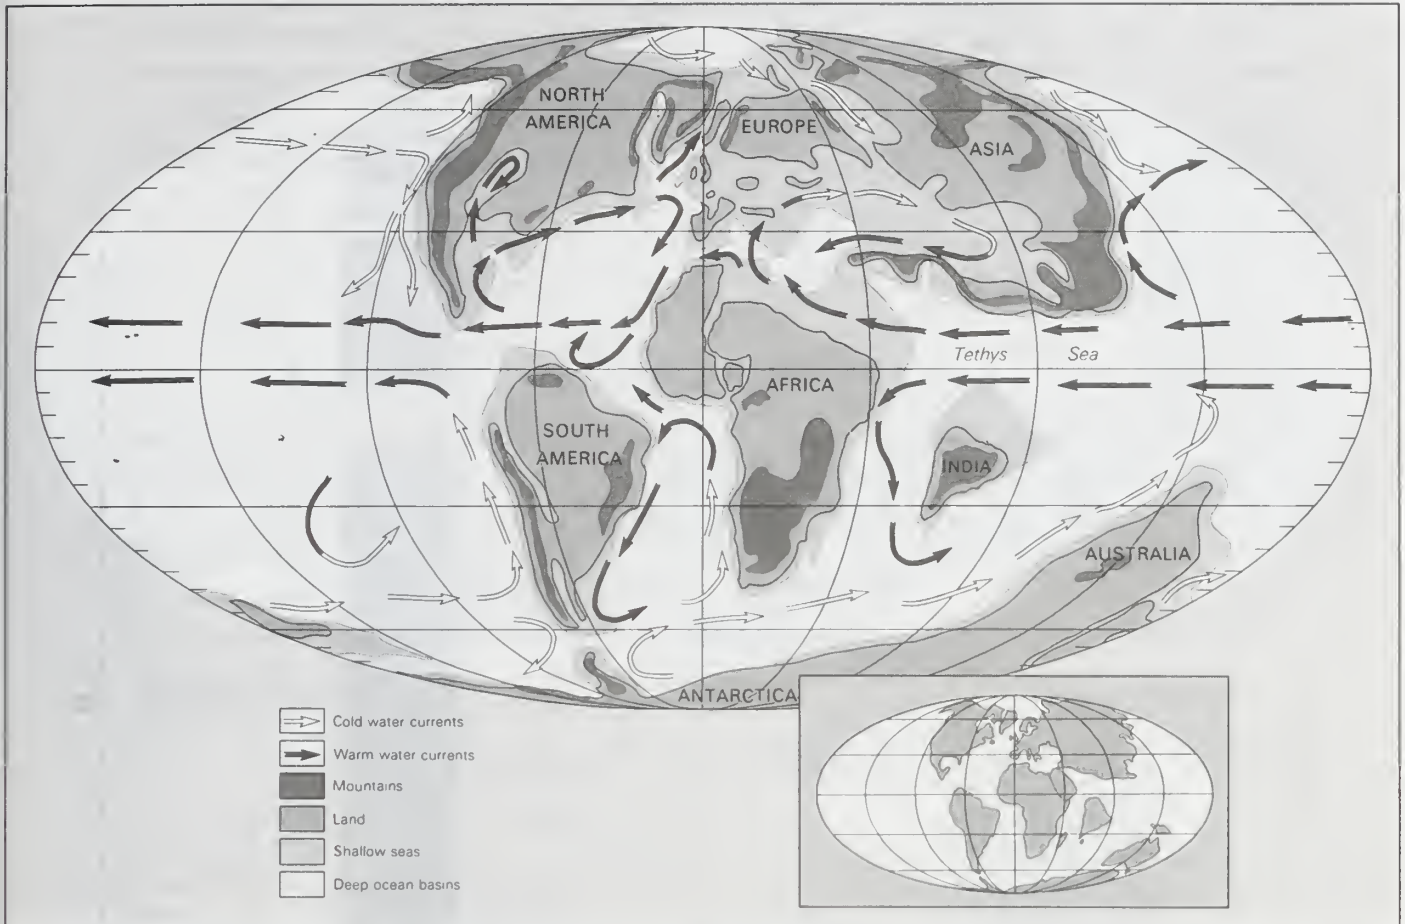 NORTH
AMERICA
EUROPE
ASIA
Tethys Sea
AFRICA
SOUTH
AMERICA
INDIA
AUSTRALIA
ANTARCTICA
Cold water currents
Warm water currents
Mountains
Land
Shallow seas
Deep ocean basins